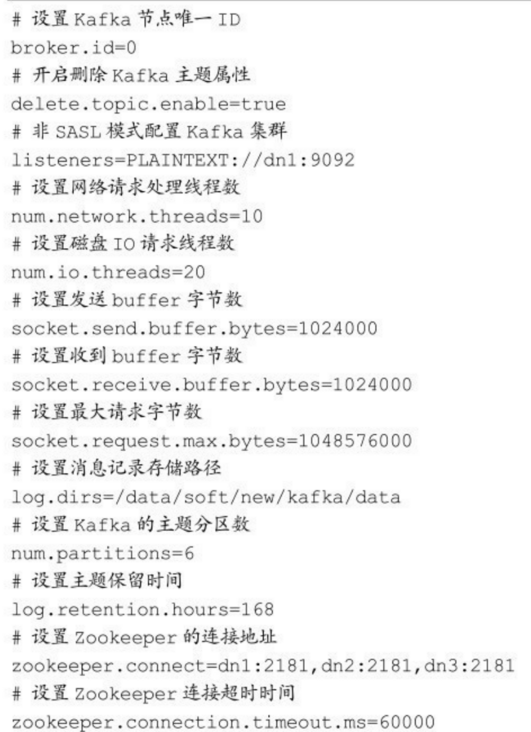 # 设置 Kafka 节点唯一 ID
broker.id=0
# 开启删除 Kafka 主题属性
delete.topic.enable=true
# 非 SASL 模式配置 Kafka 集群
listeners=PLAINTEXT://dn1:9092
# 设置网络请求处理线程数
num.network.threads=10
# 设置磁盘 IO 请求线程数
num.io.threads=20
# 设置发送 buffer 字节数
socket.send.buffer.bytes=1024000
# 设置收到 buffer 字节数
socket.receive.buffer.bytes=1024000
# 设置最大请求字节数
socket.request.max.bytes=1048576000
# 设置消息记录存储路径
log.dirs=/data/soft/new/kafka/data
# 设置 Kafka 的主题分区数
num.partitions=6
# 设置主题保留时间
log.retention.hours=168
# 设置 Zookeeper 的连接地址
zookeeper.connect=dn1:2181,dn2:2181,dn3:2181
# 设置 Zookeeper 连接超时时间
zookeeper.connection.timeout.ms=60000